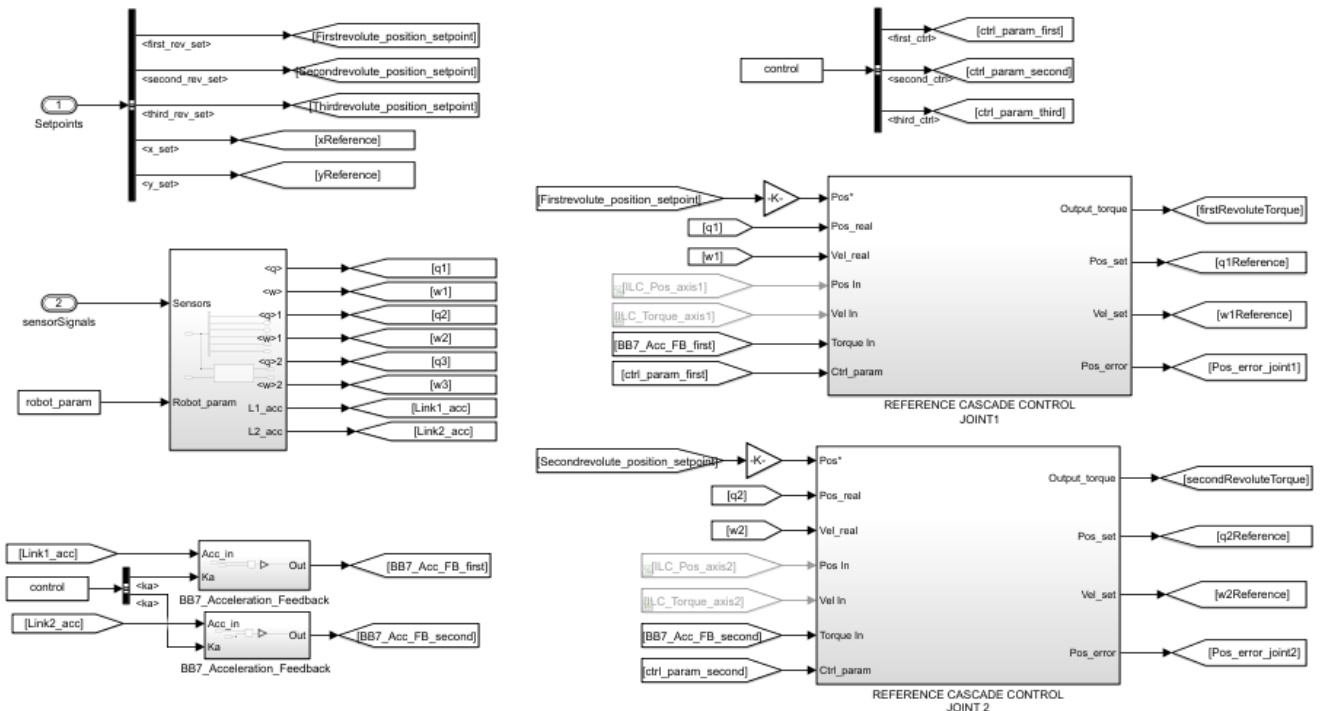 <first_rev_set>
[Firstrevolute_position_setpoint]
<second_rev_set>
[Secondrevolute_position_setpoint]
1
Setpoints
<third_rev_set>
[Thirdrevolute_position_setpoint]
<x_set>
[xReference]
<y_set>
[yReference]
control
<first_ctrl>
[ctrl_param_first]
<second_ctrl>
[ctrl_param_second]
<third_ctrl>
[ctrl_param_third]
2
sensorSignals
robot_param
Sensors
Robot_param
<q>
[q1]
<w>
[w1]
<q>1
[q2]
<w>1
[w2]
<q>2
[q3]
<w>2
[w3]
L1_acc
[Link1_acc]
L2_acc
[Link2_acc]
[Firstrevolute_position_setpoint]
-K-
Pos*
[q1]
Pos_real
[w1]
Vel_real
[ILC_Pos_axis1]
Pos In
[ILC_Torque_axis1]
Vel In
[BB7_Acc_FB_first]
Torque In
[ctrl_param_first]
Ctrl_param
Output_torque
[firstRevoluteTorque]
Pos_set
[q1Reference]
Vel_set
[w1Reference]
Pos_error
[Pos_error_joint1]
REFERENCE CASCADE CONTROL
JOINT1
[Link1_acc]
control
<ka>
<ka>
[Link2_acc]
Acc_in
Ka
Out
[BB7_Acc_FB_first]
BB7_Acceleration_Feedback
Acc_in
Ka
Out
[BB7_Acc_FB_second]
BB7_Acceleration_Feedback
[Secondrevolute_position_setpoint]
-K-
Pos*
[q2]
Pos_real
[w2]
Vel_real
[ILC_Pos_axis2]
Pos In
[ILC_Torque_axis2]
Vel In
[BB7_Acc_FB_second]
Torque In
[ctrl_param_second]
Ctrl_param
Output_torque
[secondRevoluteTorque]
Pos_set
[q2Reference]
Vel_set
[w2Reference]
Pos_error
[Pos_error_joint2]
REFERENCE CASCADE CONTROL
JOINT 2